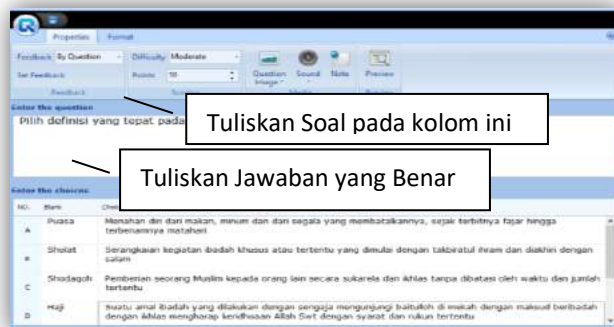 Properties Format
Feedback By Question Difficulty Moderate
Set Feedback Points 10 Question Image Sound Note Preview
Feedback
Enter the question
Pilih definisi yang tepat pada
Tuliskan Soal pada kolom ini
Tuliskan Jawaban yang Benar
Enter the choices
NO.
A Puasa Menahan diri dari makan, minum dan dari segala yang membatalkannya, sejak terbitnya fajar hingga
terbenamnya matahari
B Sholat Serangkaian kegiatan ibadah khusus atau tertentu yang dimulai dengan takbiratul ihram dan diakhiri dengan
salam
C Shodaqoh Pemberian seorang Muslim kepada orang lain secara sukarela dan ikhlas tanpa dibatasi oleh waktu dan jumlah
tertentu
D Haji Suatu amal ibadah yang dilakukan dengan sengaja mengunjungi baitulloh di mekah dengan maksud beribadah
dengan ikhlas mengharap keridhoaan Allah Swt dengan syarat dan rukun tertentu